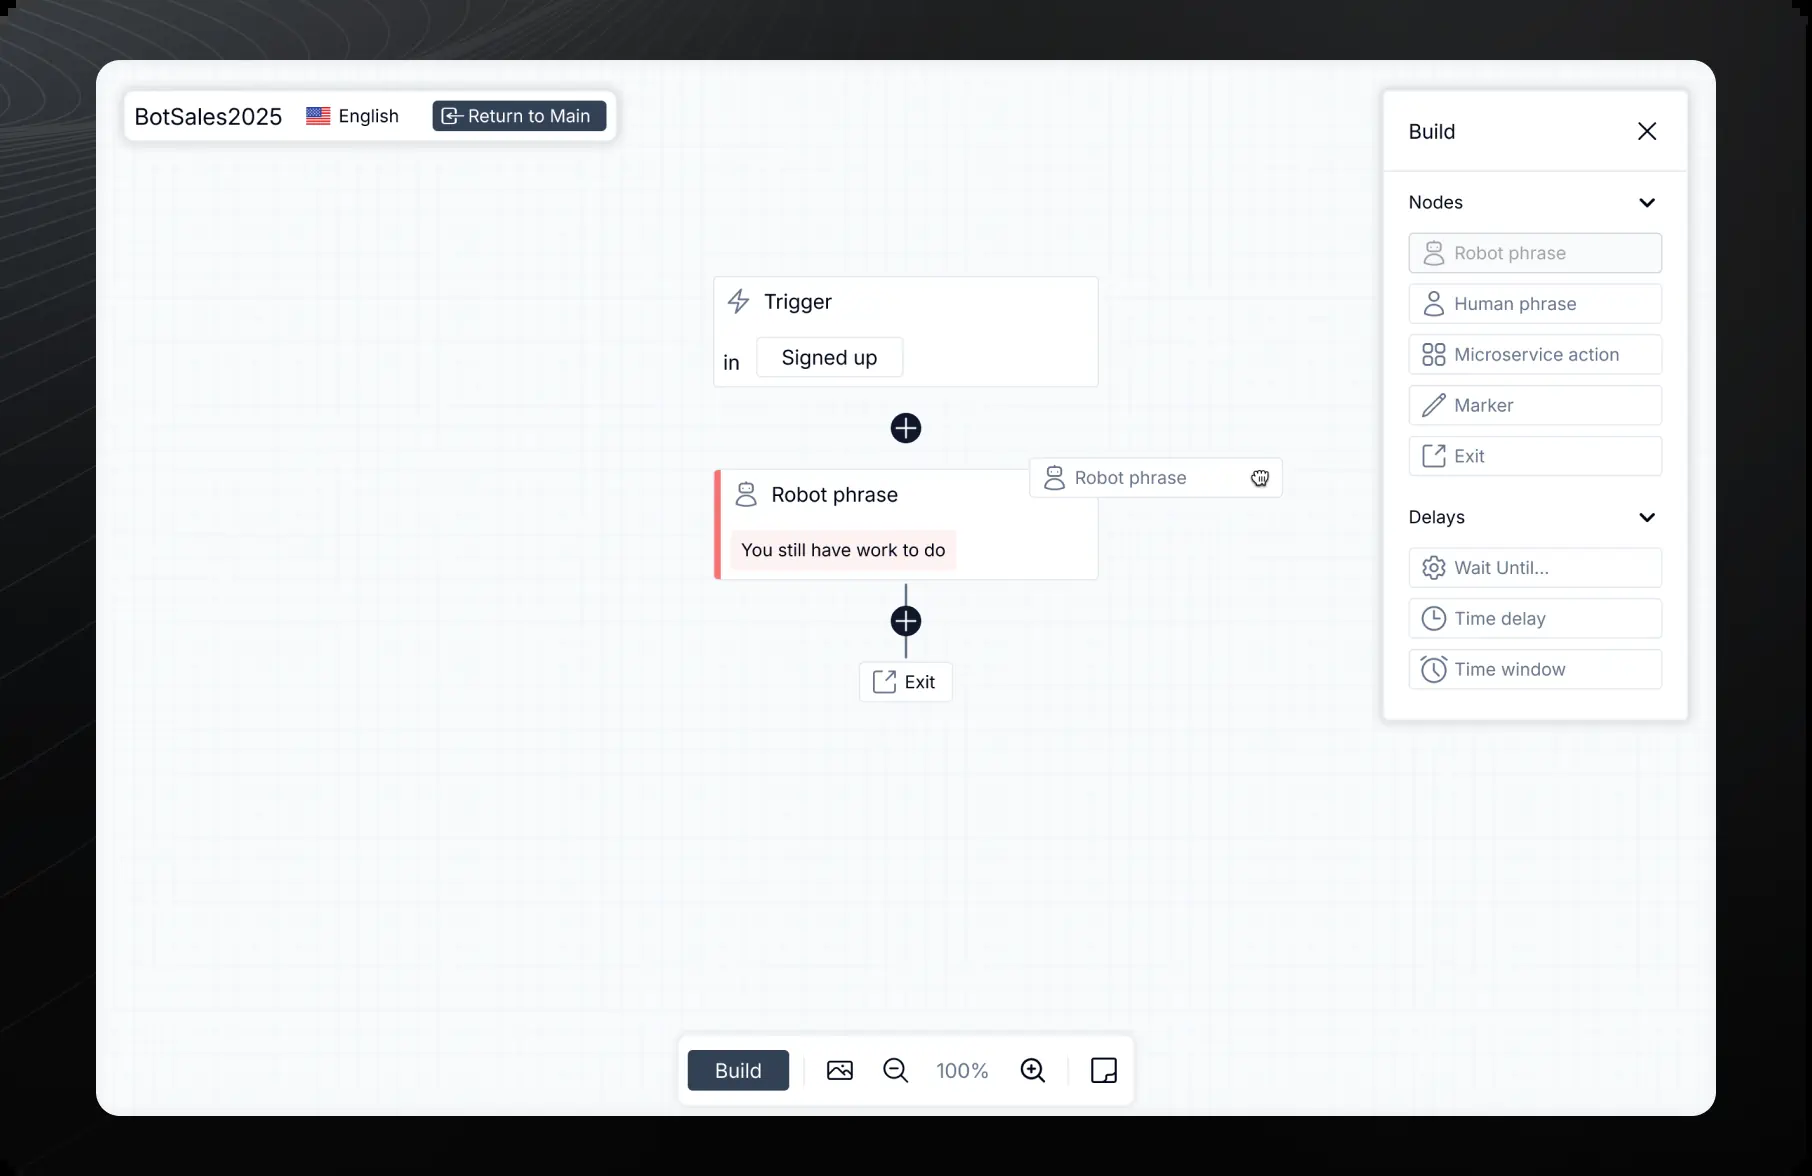 BotSales2025 English Return to Main
Trigger
in Signed up
Robot phrase
Robot phrase
You still have work to do
Exit
Build
Nodes
Robot phrase
Human phrase
Microservice action
Marker
Exit
Delays
Wait Until...
Time delay
Time window
Build 100%